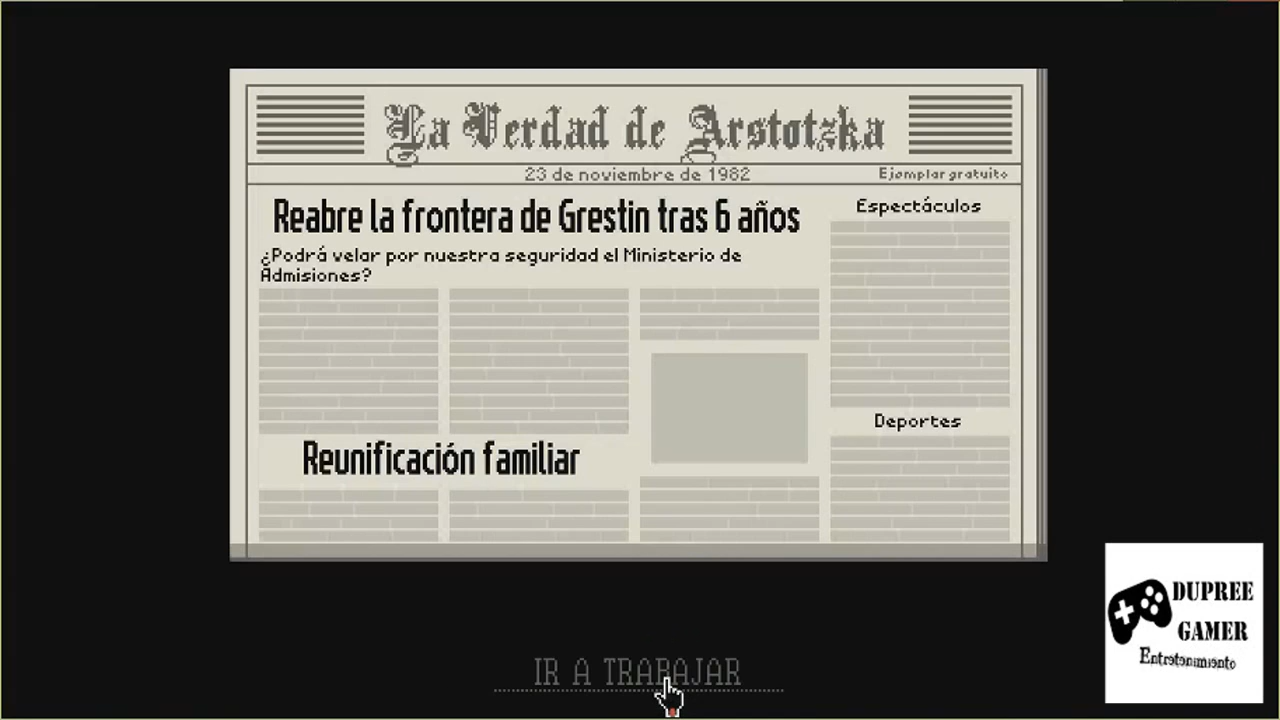 La Verdad de Arstotzka
23 de noviembre de 1982
Ejemplar gratuito
Reabre la frontera de Grestin tras 6 años
¿Podrá velar por nuestra seguridad el Ministerio de
Admisiones?
Reunificación familiar
Espectáculos
Deportes
IR A TRABAJAR
DUPREE
GAMER
Entretenimiento